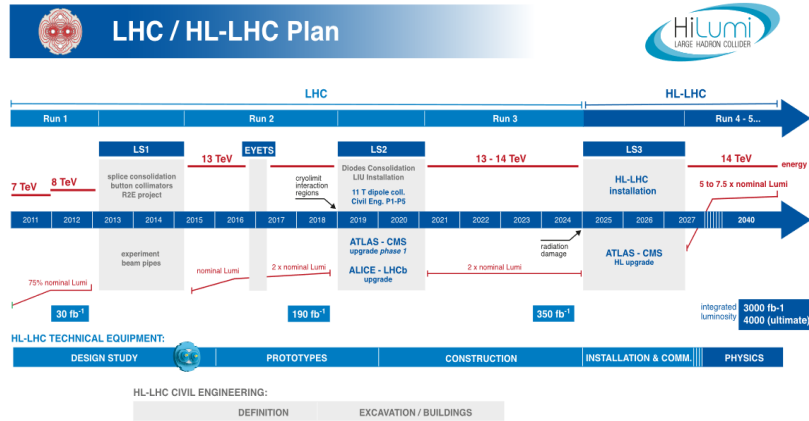 LHC / HL-LHC Plan
HiLumi
LARGE HADRON COLLIDER
LHC
HL-LHC
Run 1
Run 2
Run 3
Run 4 - 5...
LS1
EYETS
LS2
LS3
7 TeV
8 TeV
13 TeV
13 - 14 TeV
14 TeV
energy
splice consolidation
button collimators
R2E project
cryolimit
interaction
regions
Diodes Consolidation
LIU Installation
11 T dipole coll.
Civil Eng. P1-P5
HL-LHC
installation
5 to 7.5 x nominal Lumi
2011 2012 2013 2014 2015 2016 2017 2018 2019 2020 2021 2022 2023 2024 2025 2026 2027 2040
experiment
beam pipes
ATLAS - CMS
upgrade phase 1
ALICE - LHCb
upgrade
radiation
damage
ATLAS - CMS
HL upgrade
75% nominal Lumi
nominal Lumi
2 x nominal Lumi
2 x nominal Lumi
30 fb⁻¹
190 fb⁻¹
350 fb⁻¹
integrated
luminosity
3000 fb-1
4000 (ultimate)
HL-LHC TECHNICAL EQUIPMENT:
DESIGN STUDY
PROTOTYPES
CONSTRUCTION
INSTALLATION & COMM.
PHYSICS
HL-LHC CIVIL ENGINEERING:
DEFINITION
EXCAVATION / BUILDINGS